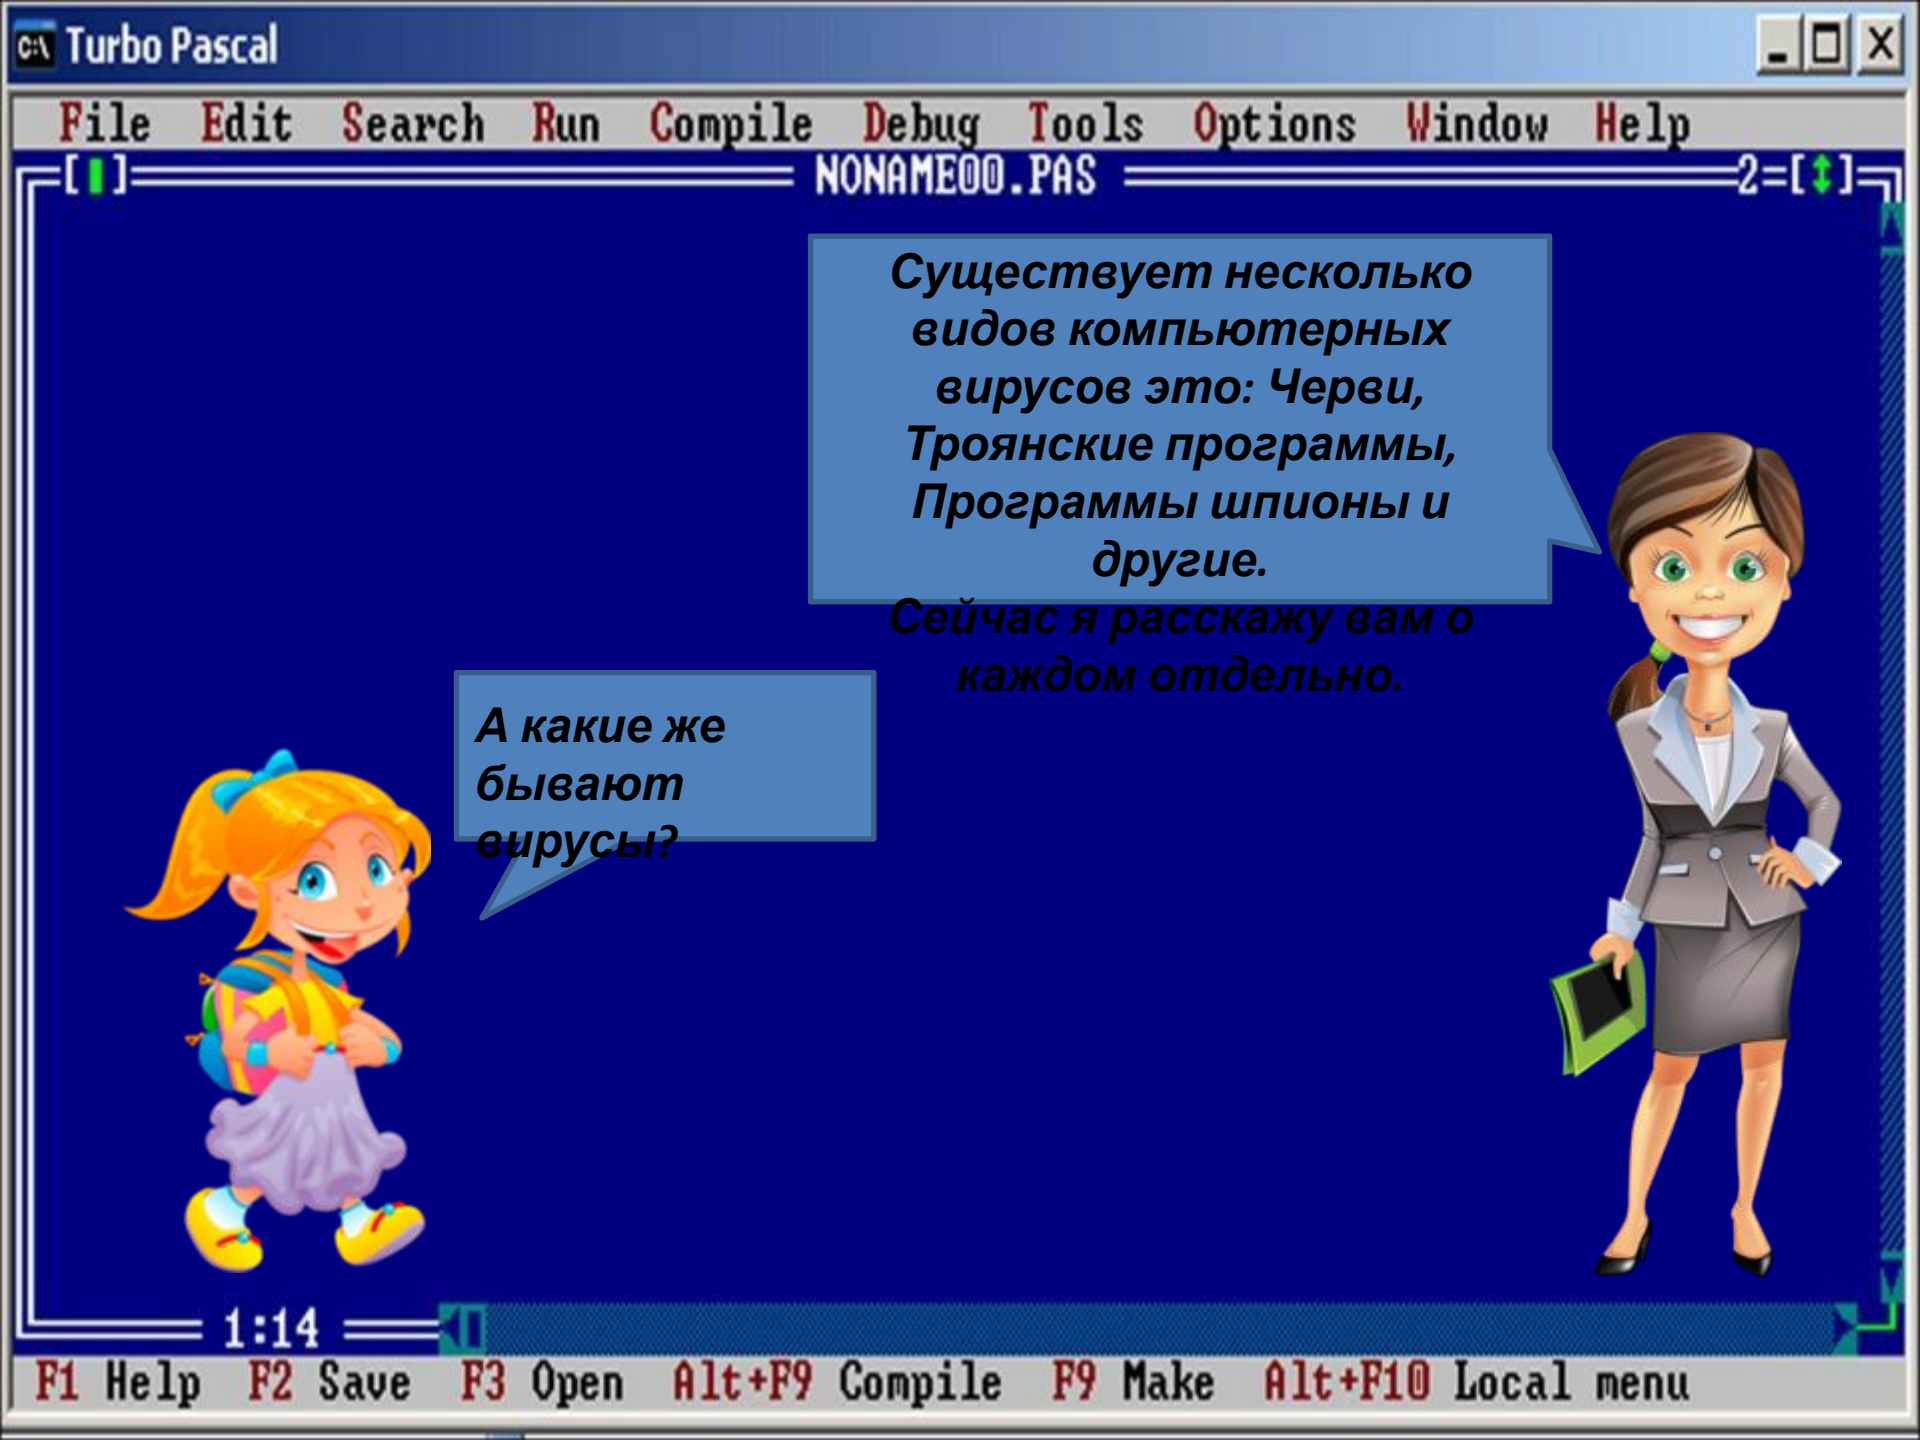 C:\ Turbo Pascal
File Edit Search Run Compile Debug Tools Options Window Help
NONAME00.PAS 2
Существует несколько
видов компьютерных
вирусов это: Черви,
Троянские программы,
Программы шпионы и
другие.
Сейчас я расскажу вам о
каждом отдельно.
А какие же
бывают
вирусы?
1:14
F1 Help F2 Save F3 Open Alt+F9 Compile F9 Make Alt+F10 Local menu